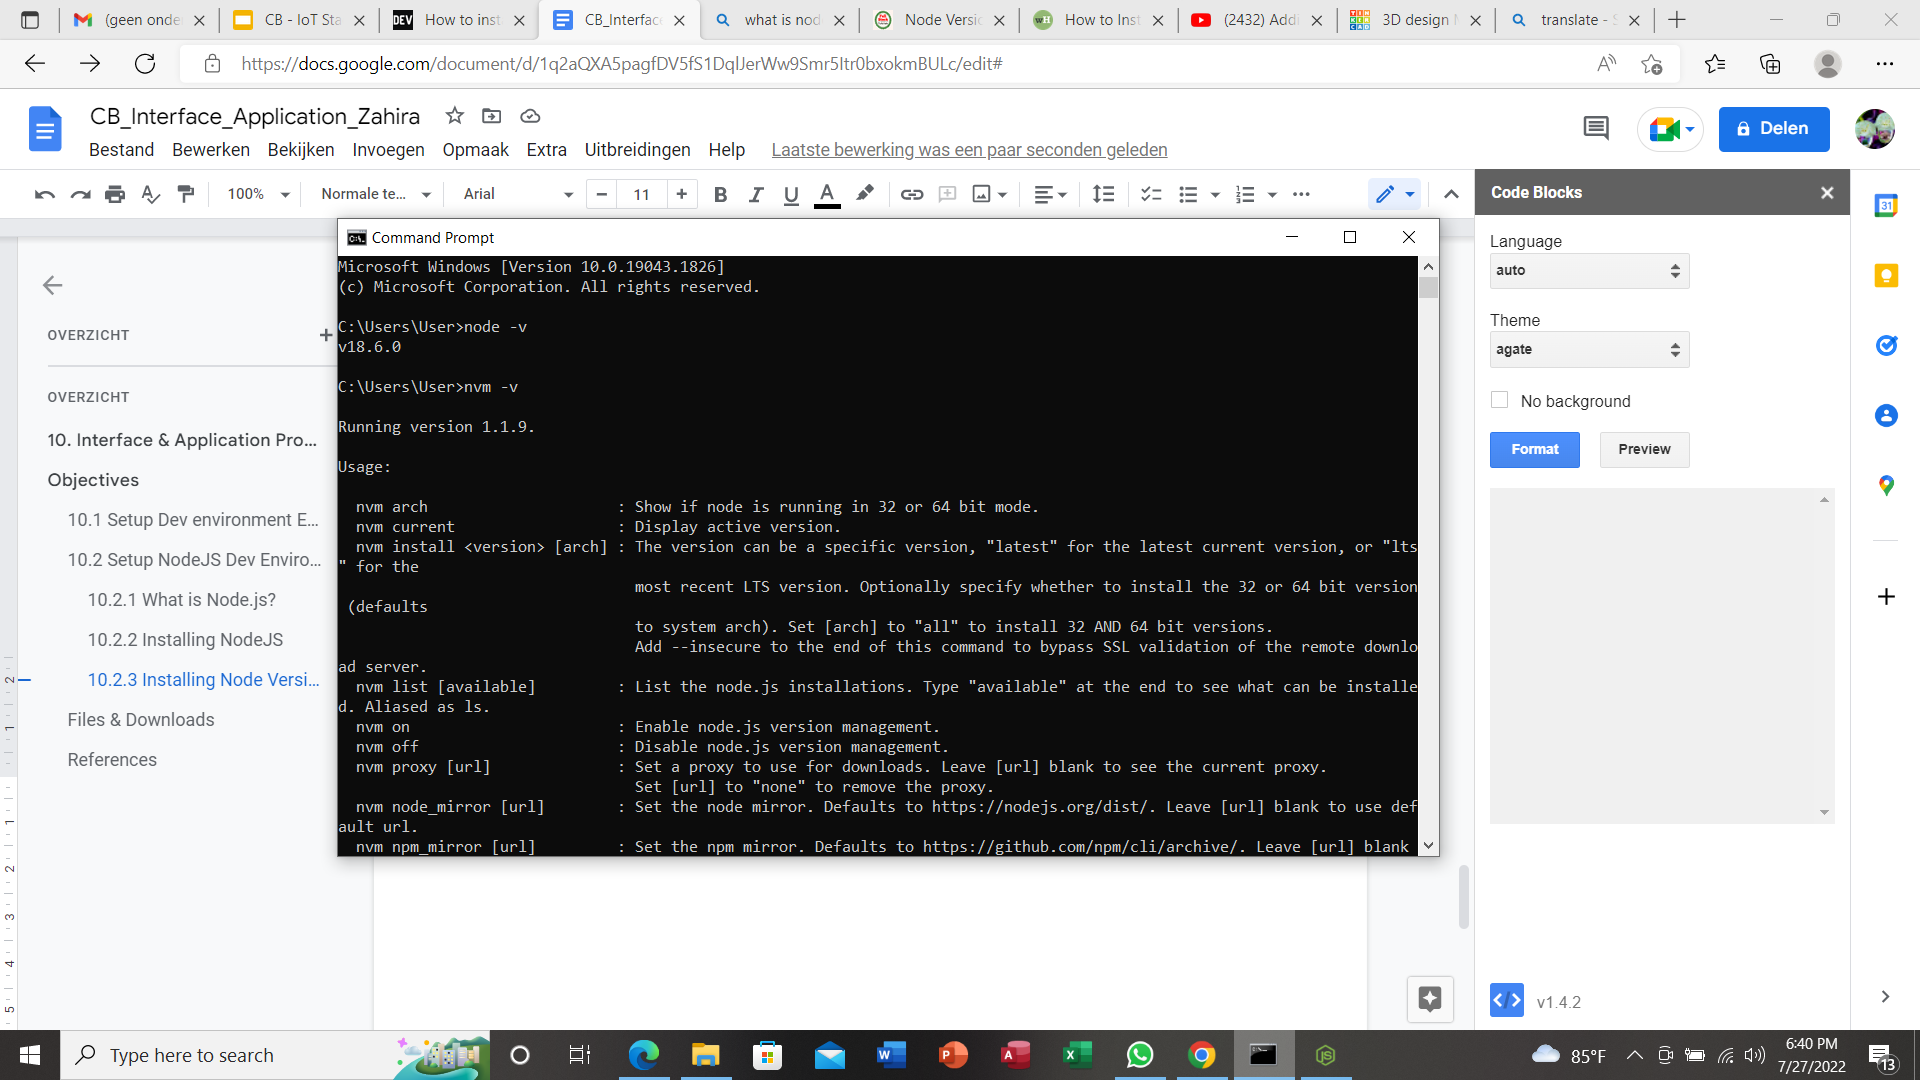 (geen onde
CB - IoT Sta
How to inst
CB_Interfac
what is nod
Node Versio
How to Inst
(2432) Addi
3D design
translate -
https://docs.google.com/document/d/1q2aQXA5pagfDV5fS1DqlJerWw9Smr5Itr0bxokmBULc/edit#
CB_Interface_Application_Zahira
Bestand Bewerken Bekijken Invoegen Opmaak Extra Uitbreidingen Help Laatste bewerking was een paar seconden geleden
Delen
100% Normale te... Arial 11
Code Blocks
Language
auto
Theme
agate
No background
Format Preview
v1.4.2
OVERZICHT
OVERZICHT
10. Interface & Application Pro...
Objectives
10.1 Setup Dev environment E...
10.2 Setup NodeJS Dev Enviro...
10.2.1 What is Node.js?
10.2.2 Installing NodeJS
10.2.3 Installing Node Versi...
Files & Downloads
References
Command Prompt
Microsoft Windows [Version 10.0.19043.1826]
(c) Microsoft Corporation. All rights reserved.
C:\Users\User>node -v
v18.6.0
C:\Users\User>nvm -v
Running version 1.1.9.
Usage:
nvm arch : Show if node is running in 32 or 64 bit mode.
nvm current : Display active version.
nvm install <version> [arch] : The version can be a specific version, "latest" for the latest current version, or "lts
" for the
most recent LTS version. Optionally specify whether to install the 32 or 64 bit version
(defaults
to system arch). Set [arch] to "all" to install 32 AND 64 bit versions.
Add --insecure to the end of this command to bypass SSL validation of the remote downlo
ad server.
nvm list [available] : List the node.js installations. Type "available" at the end to see what can be installe
d. Aliased as ls.
nvm on : Enable node.js version management.
nvm off : Disable node.js version management.
nvm proxy [url] : Set a proxy to use for downloads. Leave [url] blank to see the current proxy.
Set [url] to "none" to remove the proxy.
nvm node_mirror [url] : Set the node mirror. Defaults to https://nodejs.org/dist/. Leave [url] blank to use def
ault url.
nvm npm_mirror [url] : Set the npm mirror. Defaults to https://github.com/npm/cli/archive/. Leave [url] blank
Type here to search
85°F
6:40 PM
7/27/2022
13